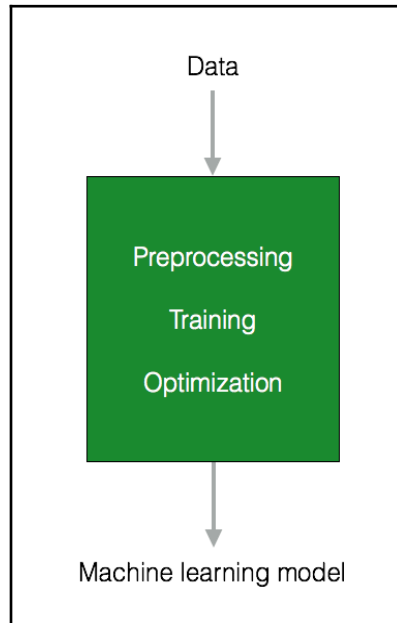 Data
Preprocessing
Training
Optimization
Machine learning model